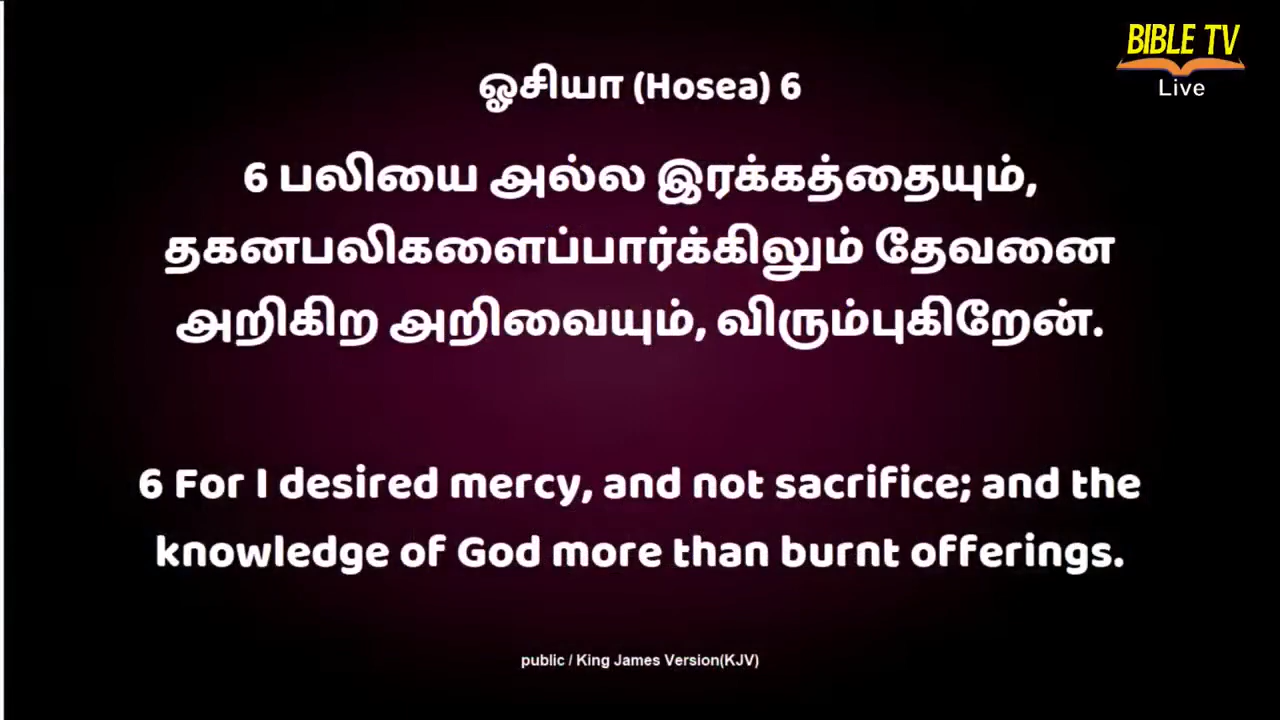 BIBLE TV
Live
ஓசியா (Hosea) 6
6 பலியை அல்ல இரக்கத்தையும்,
தகனபலிகளைப்பார்க்கிலும் தேவனை
அறிகிற அறிவையும், விரும்புகிறேன்.
6 For I desired mercy, and not sacrifice; and the
knowledge of God more than burnt offerings.
public / King James Version(KJV)